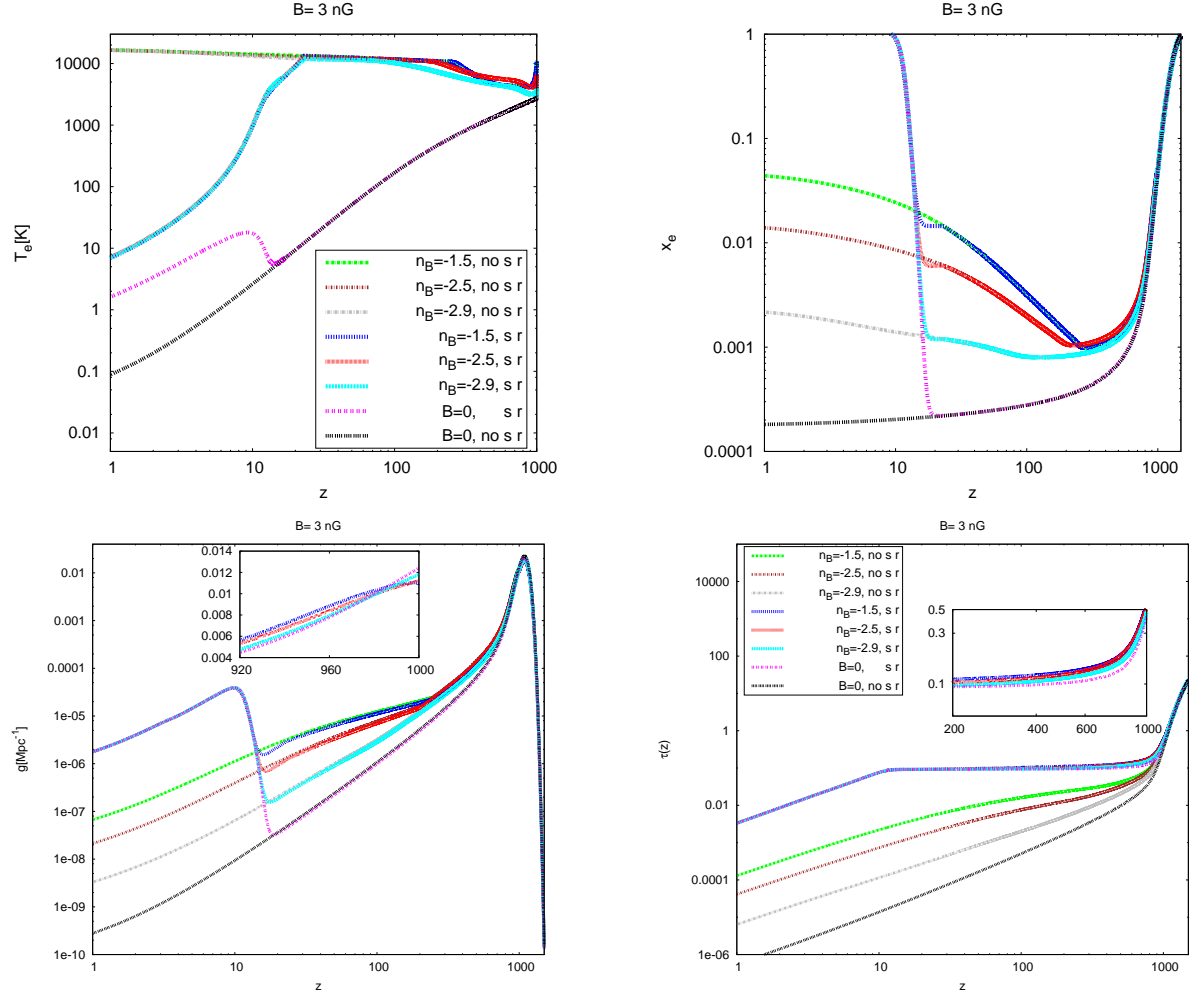 B= 3 nG
T_e[K]
10000
1000
100
10
1
0.1
0.01
1 10 100 1000
z
n_B=-1.5, no s r
n_B=-2.5, no s r
n_B=-2.9, no s r
n_B=-1.5, s r
n_B=-2.5, s r
n_B=-2.9, s r
B=0, s r
B=0, no s r
B= 3 nG
x_e
1
0.1
0.01
0.001
0.0001
1 10 100 1000
z
B= 3 nG
g[Mpc^-1]
0.01
0.0001
1e-05
1e-06
1e-07
1e-08
1e-09
1e-10
1 10 100 1000
z
0.014
0.012
0.010
0.008
0.006
0.004
920 960 1000
B= 3 nG
τ(z)
10000
100
1
0.01
0.0001
1e-06
1 10 100 1000
z
n_B=-1.5, no s r
n_B=-2.5, no s r
n_B=-2.9, no s r
n_B=-1.5, s r
n_B=-2.5, s r
n_B=-2.9, s r
B=0, s r
B=0, no s r
0.5
0.3
0.1
200 400 600 1000